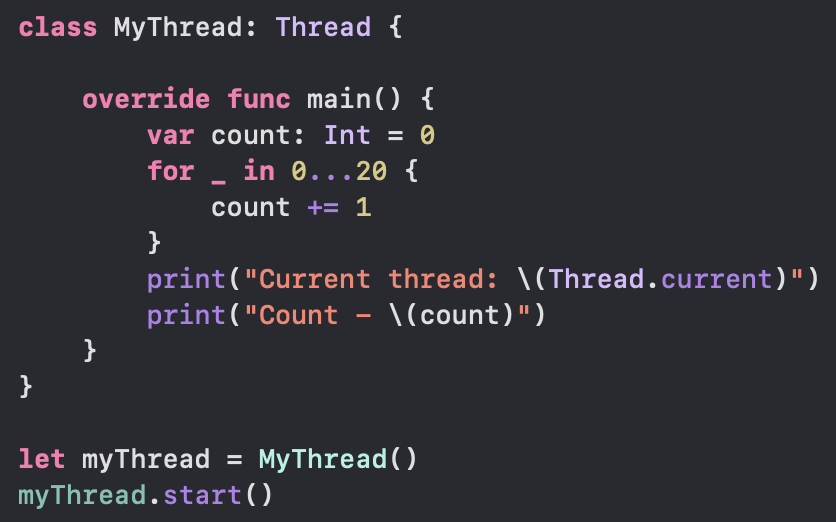 class MyThread: Thread {
override func main() {
var count: Int = 0
for _ in 0...20 {
count += 1
}
print("Current thread: \(Thread.current)")
print("Count - \(count)")
}
}
let myThread = MyThread()
myThread.start()